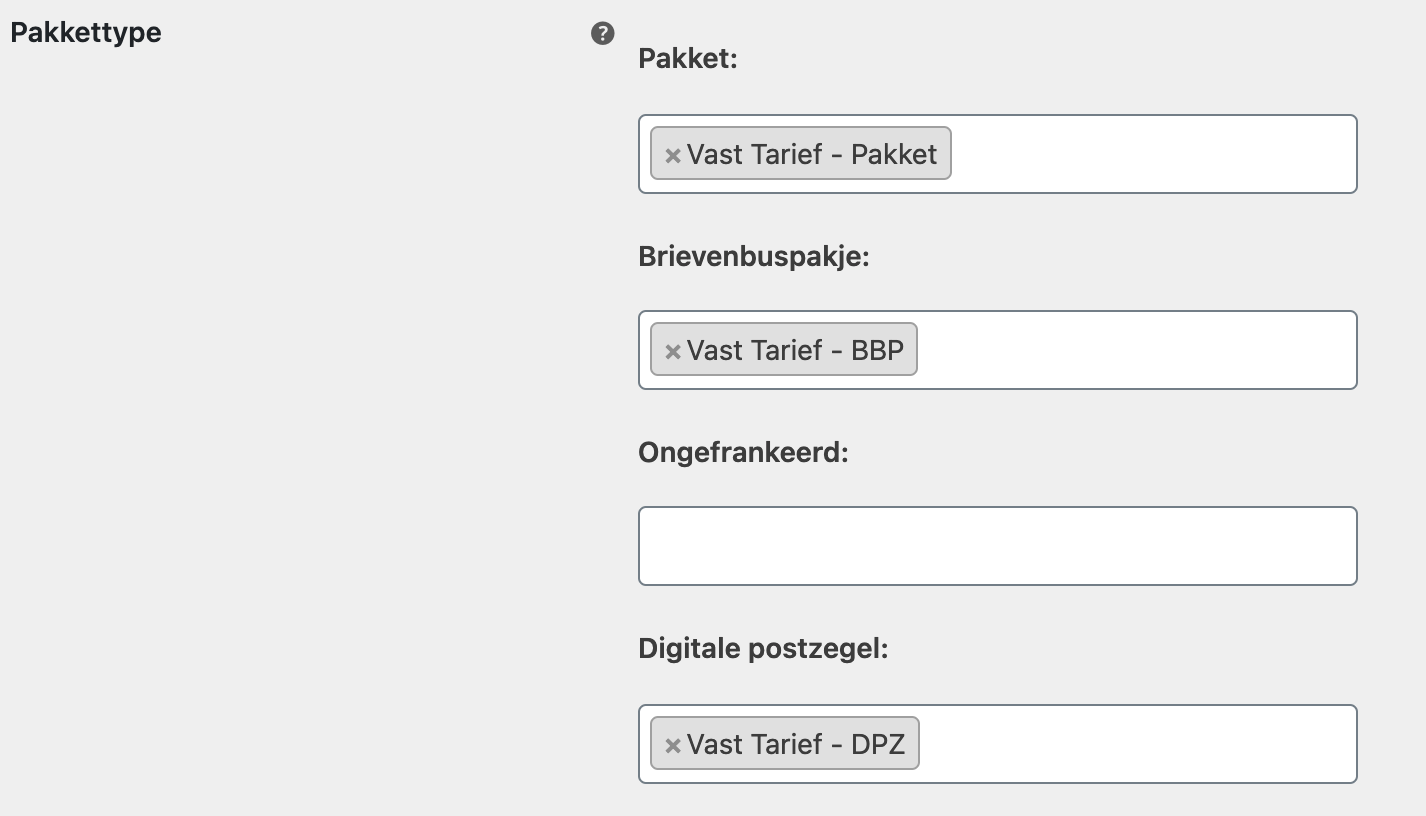 Pakkettype
?
Pakket:
× Vast Tarief - Pakket
Brievenbuspakje:
× Vast Tarief - BBP
Ongefrankeerd:
Digitale postzegel:
× Vast Tarief - DPZ